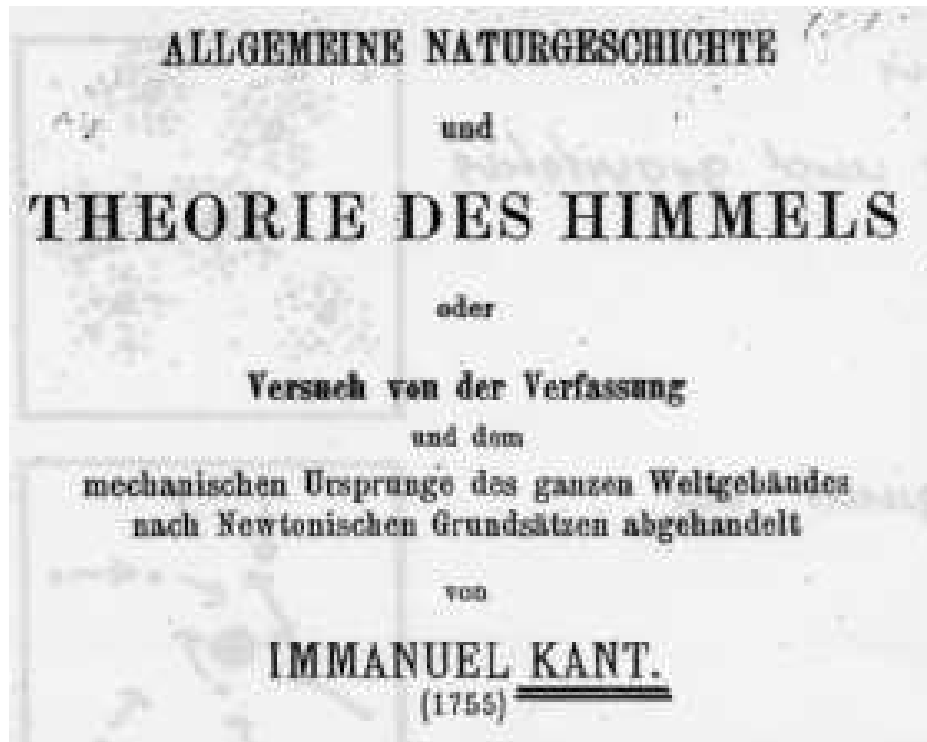 ALLGEMEINE NATURGESCHICHTE
und
THEORIE DES HIMMELS
oder
Versuch von der Verfassung
und dem
mechanischen Ursprunge des ganzen Weltgebäudes
nach Newtonischen Grundsätzen abgehandelt
von
IMMANUEL KANT.
(1755)